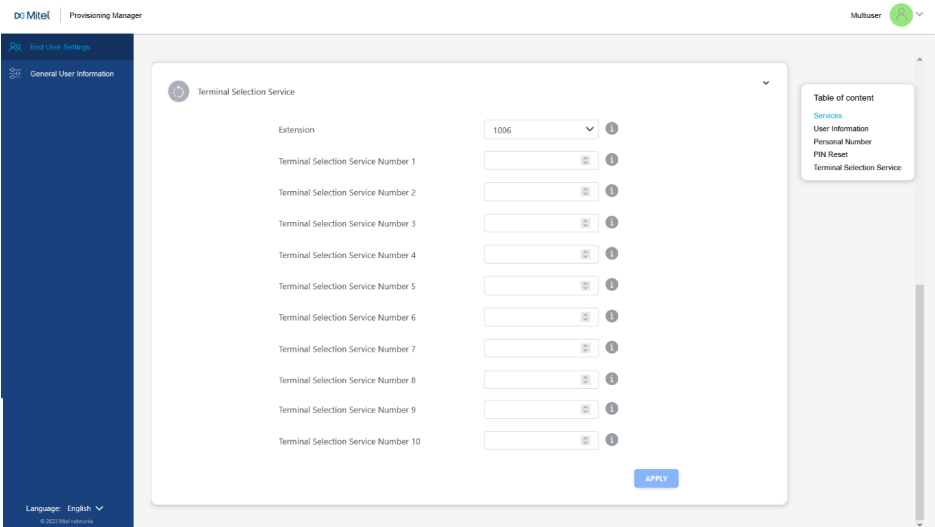 Mitel Provisioning Manager Multiuser
End User Settings
General User Information
Terminal Selection Service
Extension 1006
Terminal Selection Service Number 1
Terminal Selection Service Number 2
Terminal Selection Service Number 3
Terminal Selection Service Number 4
Terminal Selection Service Number 5
Terminal Selection Service Number 6
Terminal Selection Service Number 7
Terminal Selection Service Number 8
Terminal Selection Service Number 9
Terminal Selection Service Number 10
APPLY
Table of content
Services
User Information
Personal Number
PIN Reset
Terminal Selection Service
Language: English
© 2023 Mitel networks